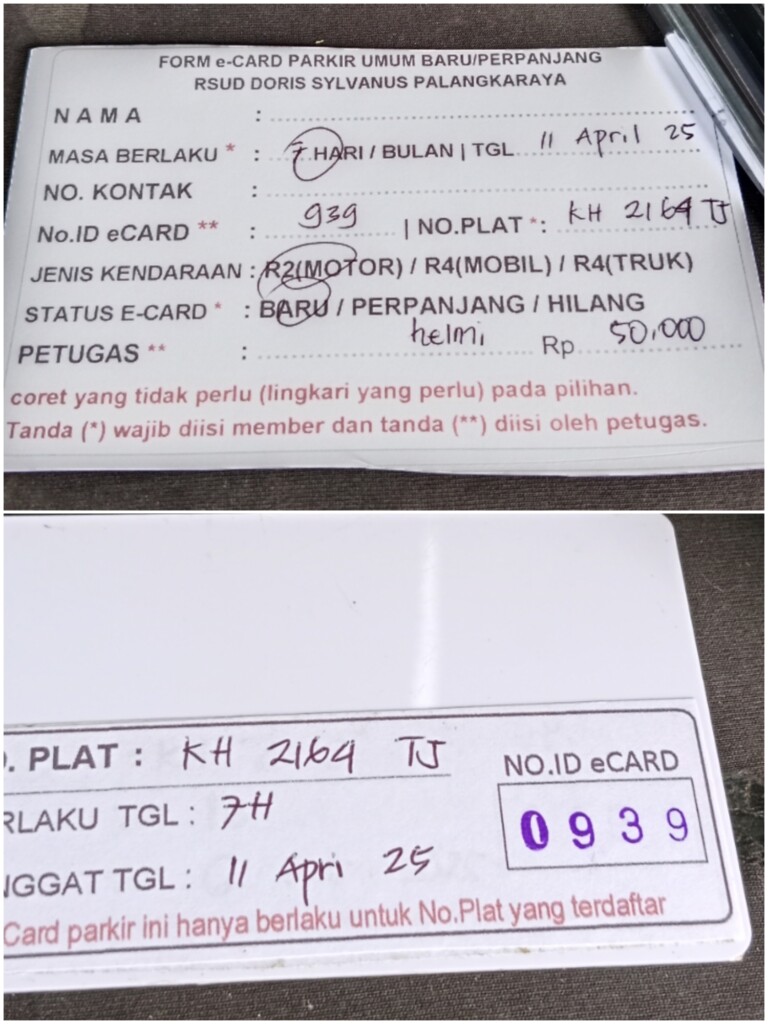 FORM e-CARD PARKIR UMUM BARU/PERPANJANG
RSUD DORIS SYLVANUS PALANGKARAYA
NAMA :
MASA BERLAKU * : 7 HARI / BULAN | TGL 11 April 25
NO. KONTAK :
No.ID eCARD ** : 939 | NO.PLAT *: KH 2164 TJ
JENIS KENDARAAN : R2(MOTOR) / R4(MOBIL) / R4(TRUK)
STATUS E-CARD * : BARU / PERPANJANG / HILANG
PETUGAS ** : helmi Rp 50.000
coret yang tidak perlu (lingkari yang perlu) pada pilihan.
Tanda (*) wajib diisi member dan tanda (**) diisi oleh petugas.
. PLAT : KH 2164 TJ
RLAKU TGL : 7H
NGGAT TGL : 11 Apri 25
NO.ID eCARD
0939
Card parkir ini hanya berlaku untuk No.Plat yang terdaftar